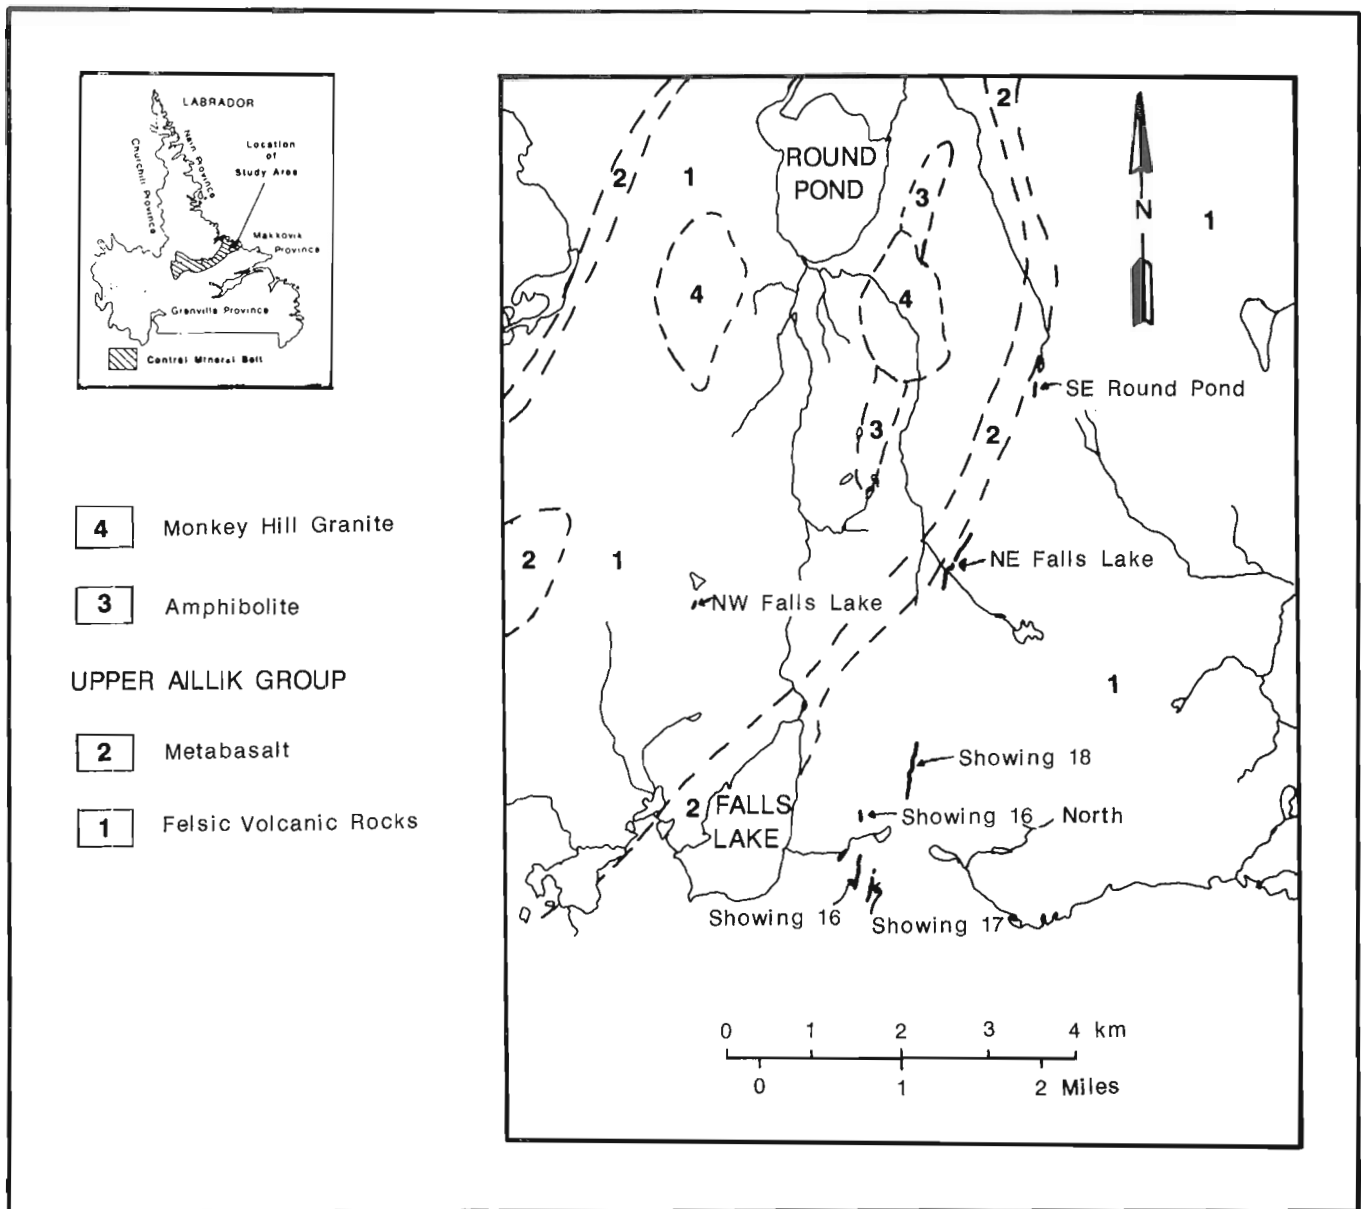 LABRADOR
Nain Province
Churchill Province
Location
of
Study Area
Makkovik
Province
Grenville Province
Central Mineral Belt
4 Monkey Hill Granite
3 Amphibolite
UPPER AILLIK GROUP
2 Metabasalt
1 Felsic Volcanic Rocks
2
ROUND
POND
2
1
3
N
1
4
4
SE Round Pond
3
2
2
1
NE Falls Lake
NW Falls Lake
1
Showing 18
2
FALLS
LAKE
Showing 16 North
Showing 16
Showing 17
0 1 2 3 4 km
0 1 2 Miles